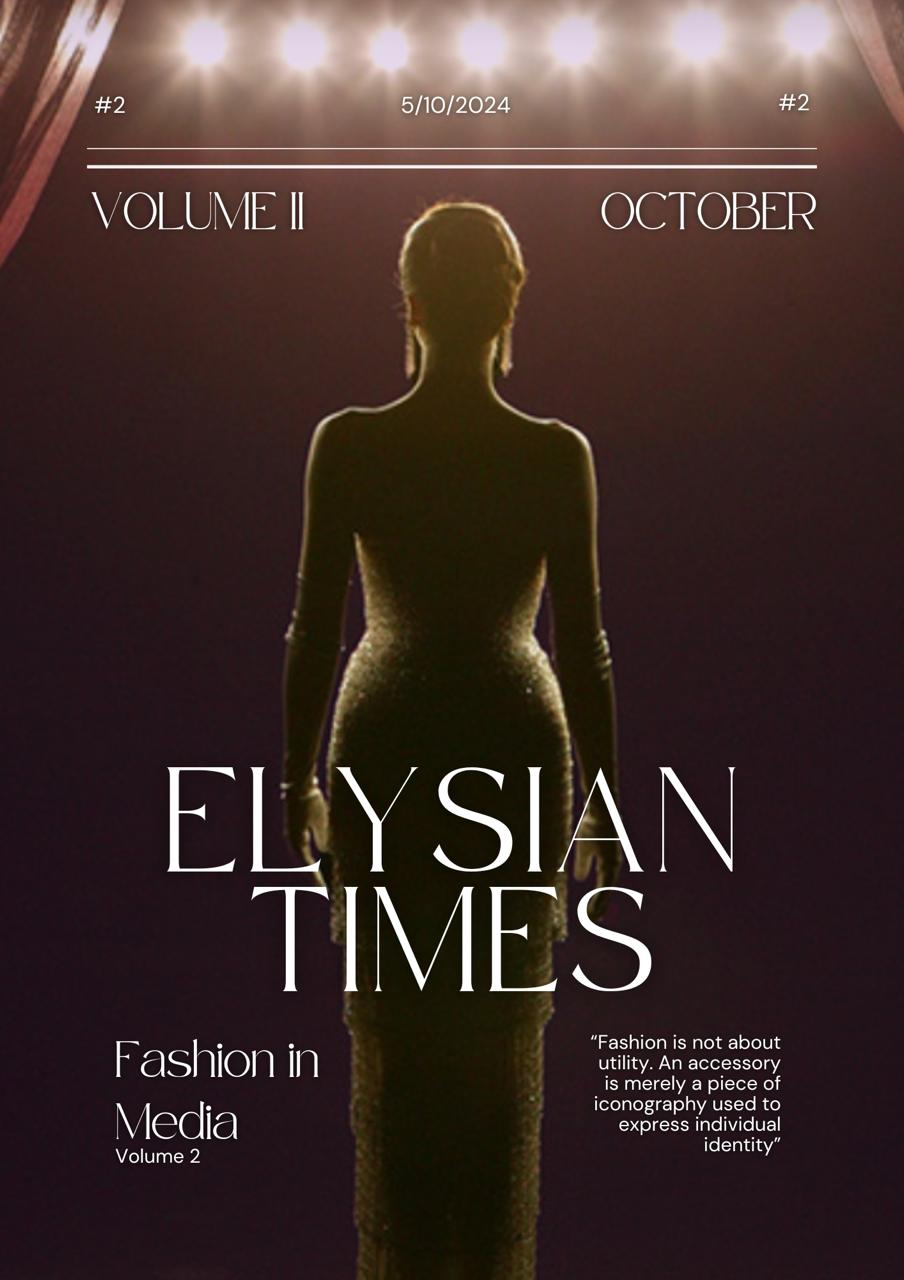 #2
5/10/2024
#2
VOLUME II
OCTOBER
ELYSIAN
TIMES
Fashion in
Media
Volume 2
“Fashion is not about
utility. An accessory
is merely a piece of
iconography used to
express individual
identity”